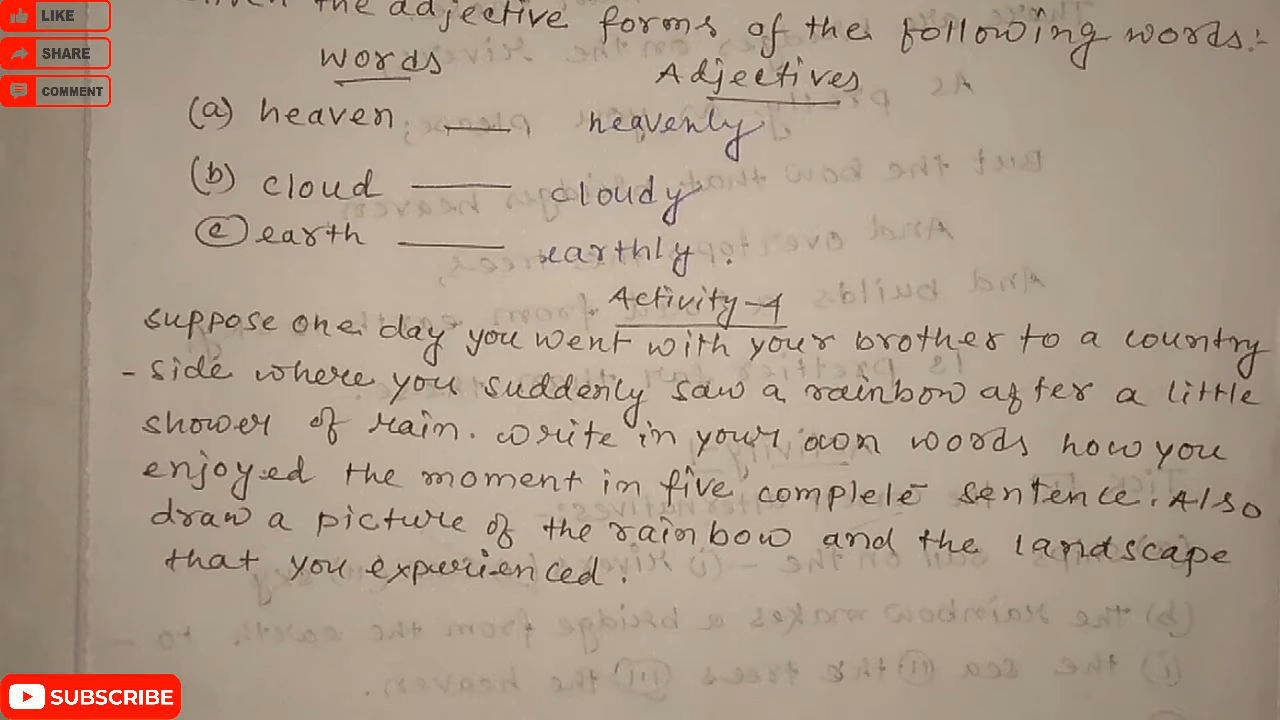 LIKE
SHARE
COMMENT
the adjective forms of the following words:-
words Adjectives
(a) heaven — heavenly
(b) cloud — cloudy
(c) earth — earthly.
Activity-4
suppose one day you went with your brother to a country
- side where you suddenly saw a rainbow after a little
shower of rain. write in your own words how you
enjoyed the moment in five complete sentence. Also
draw a picture of the rainbow and the landscape
that you experienced.
SUBSCRIBE